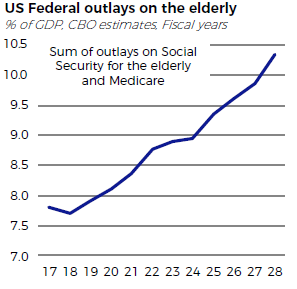 US Federal outlays on the elderly
% of GDP, CBO estimates, Fiscal years
10.5
Sum of outlays on Social
Security for the elderly
and Medicare
10.0
9.5
9.0
8.5
8.0
7.5
7.0
17 18 19 20 21 22 23 24 25 26 27 28